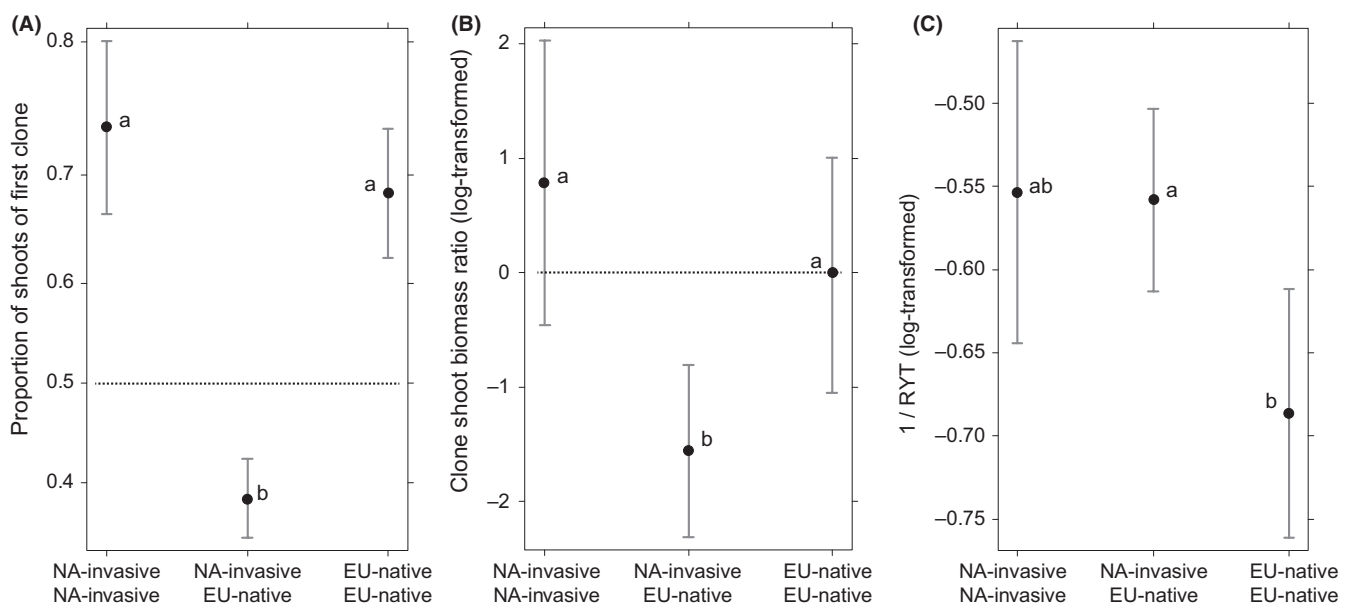 (A)
Proportion of shoots of first clone
0.8
0.7
0.6
0.5
0.4
a
b
a
NA-invasive NA-invasive EU-native
NA-invasive EU-native EU-native
(B)
Clone shoot biomass ratio (log-transformed)
2
1
0
–1
–2
a
b
a
NA-invasive NA-invasive EU-native
NA-invasive EU-native EU-native
(C)
1 / RYT (log-transformed)
–0.50
–0.55
–0.60
–0.65
–0.70
–0.75
ab
a
b
NA-invasive NA-invasive EU-native
NA-invasive EU-native EU-native